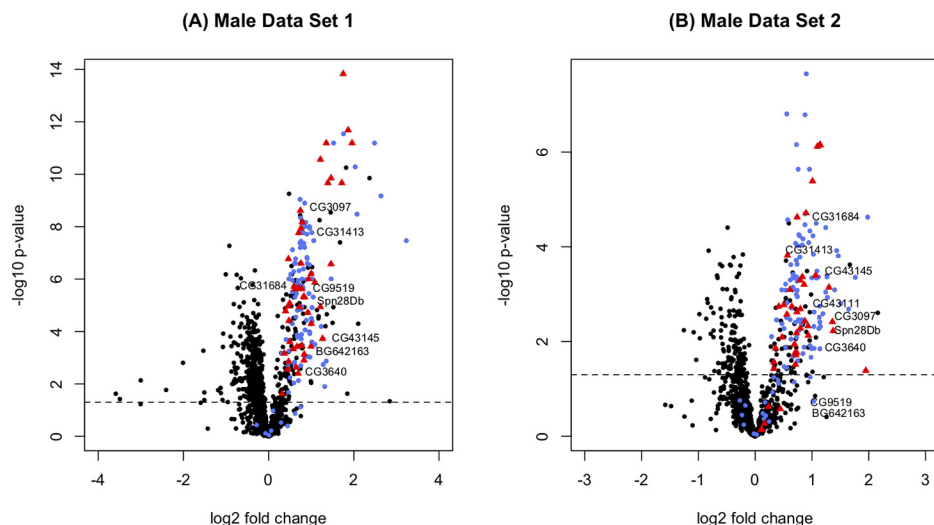 (A) Male Data Set 1
14
12
10
8
6
4
2
0
-log10 p-value
CG3097
CG31413
CG31684
CG9519
Spn28Db
CG43145
BG642163
CG3640
-4
-2
0
2
4
log2 fold change
(B) Male Data Set 2
6
4
2
0
-log10 p-value
CG31684
CG31413
CG43145
CG43111
CG3097
Spn28Db
CG3640
CG9519
BG642163
-3
-2
-1
0
1
2
3
log2 fold change